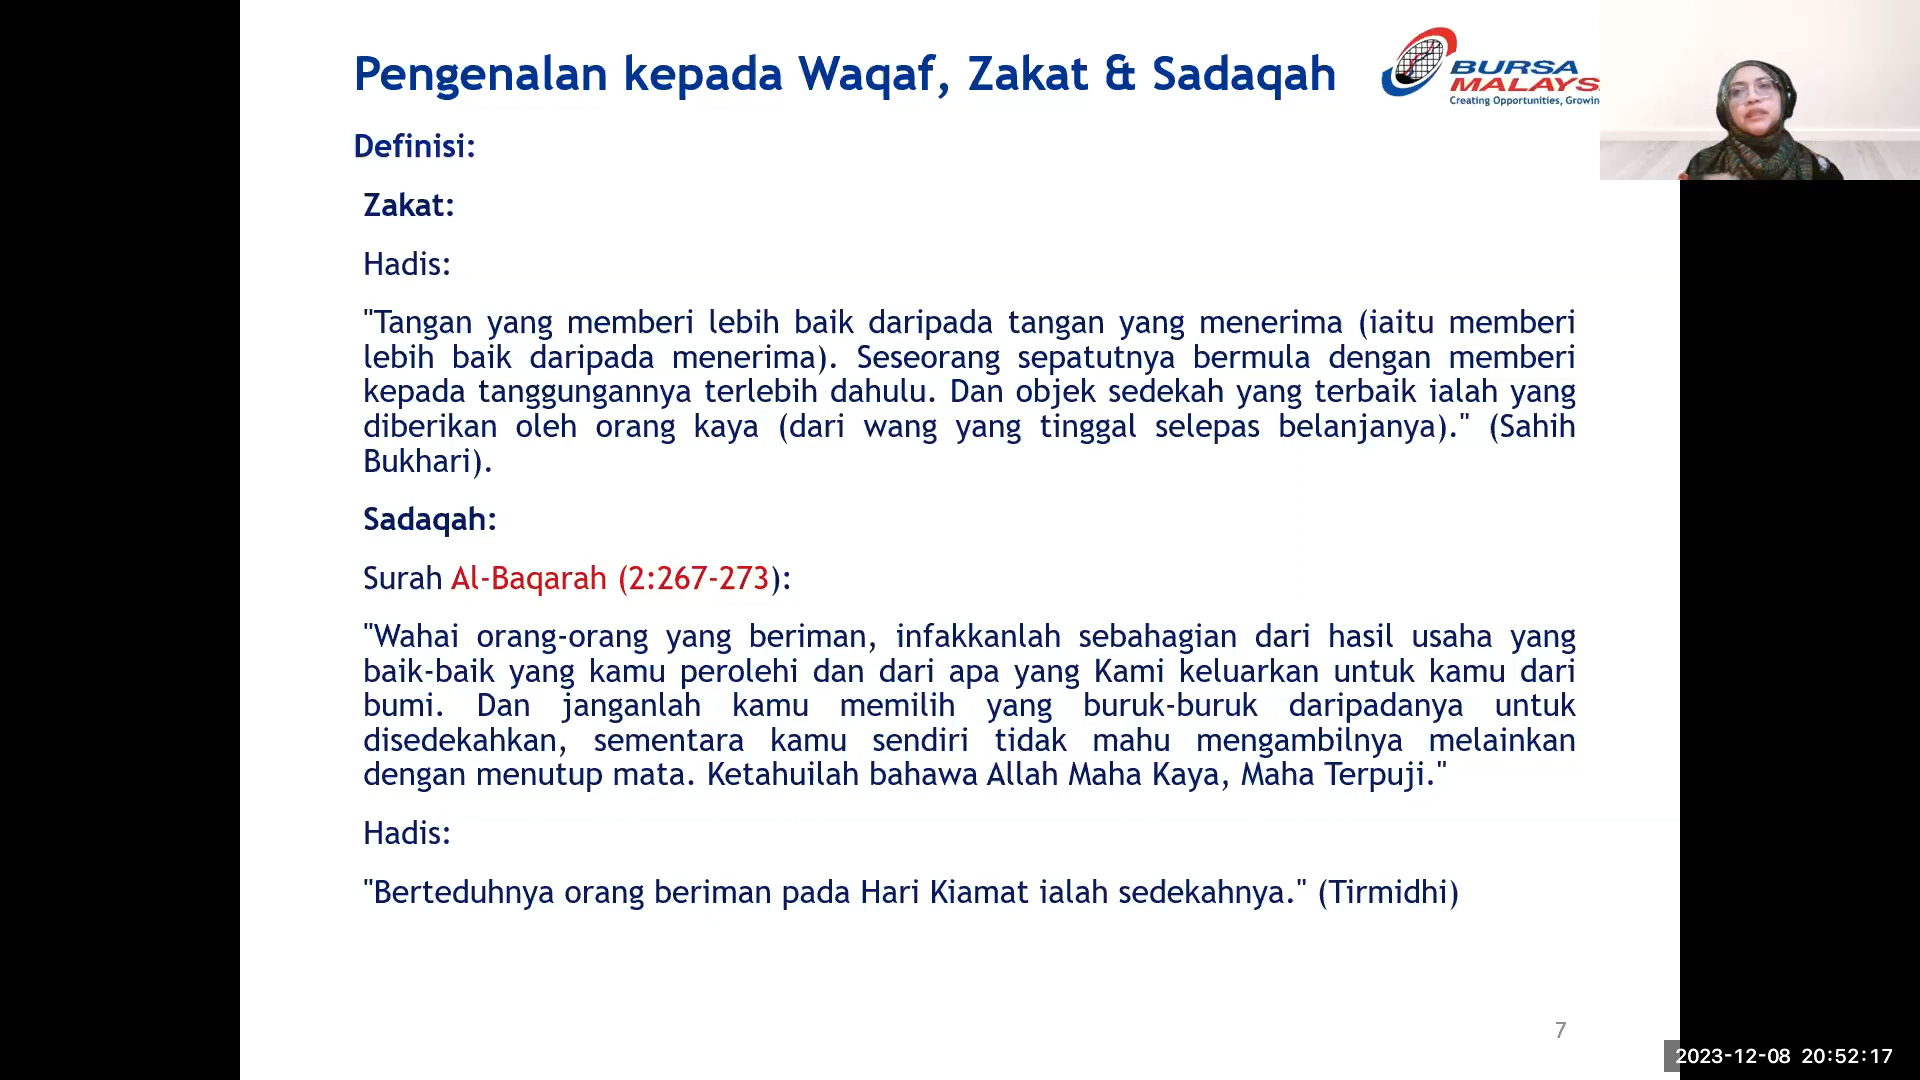 Pengenalan kepada Waqaf, Zakat & Sadaqah
BURSA
MALAYS
Creating Opportunities, Growin
Definisi:
Zakat:
Hadis:
"Tangan yang memberi lebih baik daripada tangan yang menerima (iaitu memberi
lebih baik daripada menerima). Seseorang sepatutnya bermula dengan memberi
kepada tanggungannya terlebih dahulu. Dan objek sedekah yang terbaik ialah yang
diberikan oleh orang kaya (dari wang yang tinggal selepas belanjanya)." (Sahih
Bukhari).
Sadaqah:
Surah Al-Baqarah (2:267-273):
"Wahai orang-orang yang beriman, infakkanlah sebahagian dari hasil usaha yang
baik-baik yang kamu perolehi dan dari apa yang Kami keluarkan untuk kamu dari
bumi. Dan janganlah kamu memilih yang buruk-buruk daripadanya untuk
disedekahkan, sementara kamu sendiri tidak mahu mengambilnya melainkan
dengan menutup mata. Ketahuilah bahawa Allah Maha Kaya, Maha Terpuji."
Hadis:
"Berteduhnya orang beriman pada Hari Kiamat ialah sedekahnya." (Tirmidhi)
7
2023-12-08 20:52:17